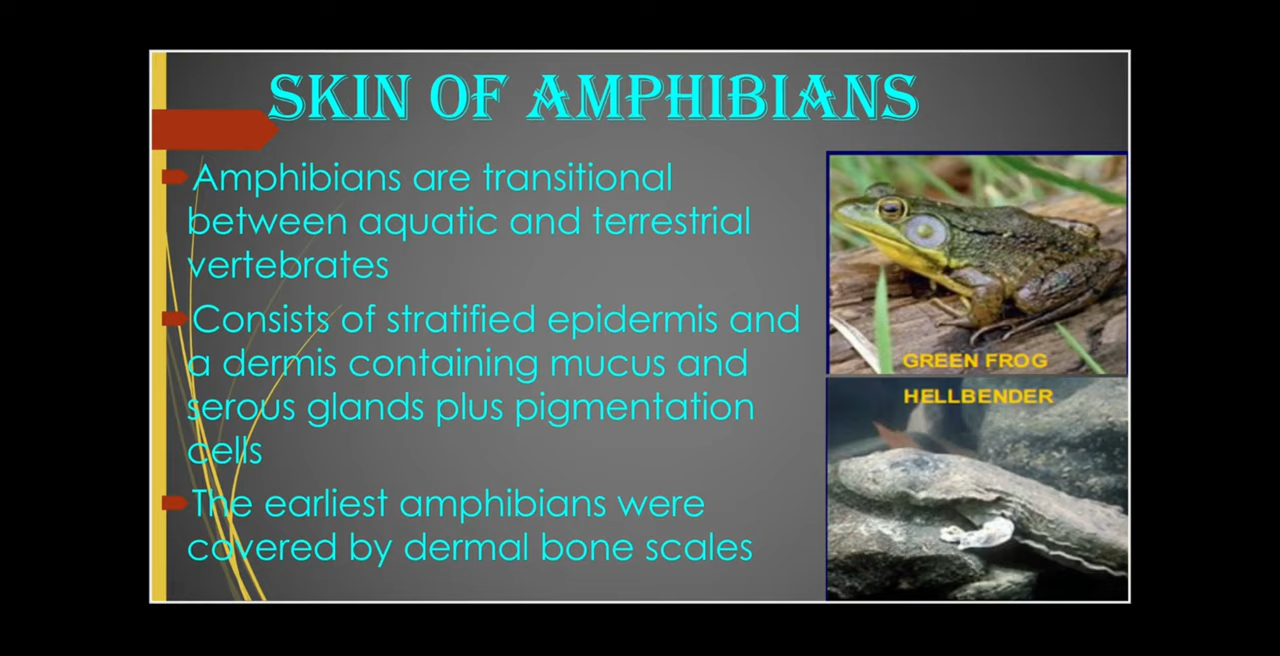 SKIN OF AMPHIBIANS
Amphibians are transitional
between aquatic and terrestrial
vertebrates
Consists of stratified epidermis and
a dermis containing mucus and
serous glands plus pigmentation
cells
The earliest amphibians were
covered by dermal bone scales
GREEN FROG
HELLBENDER